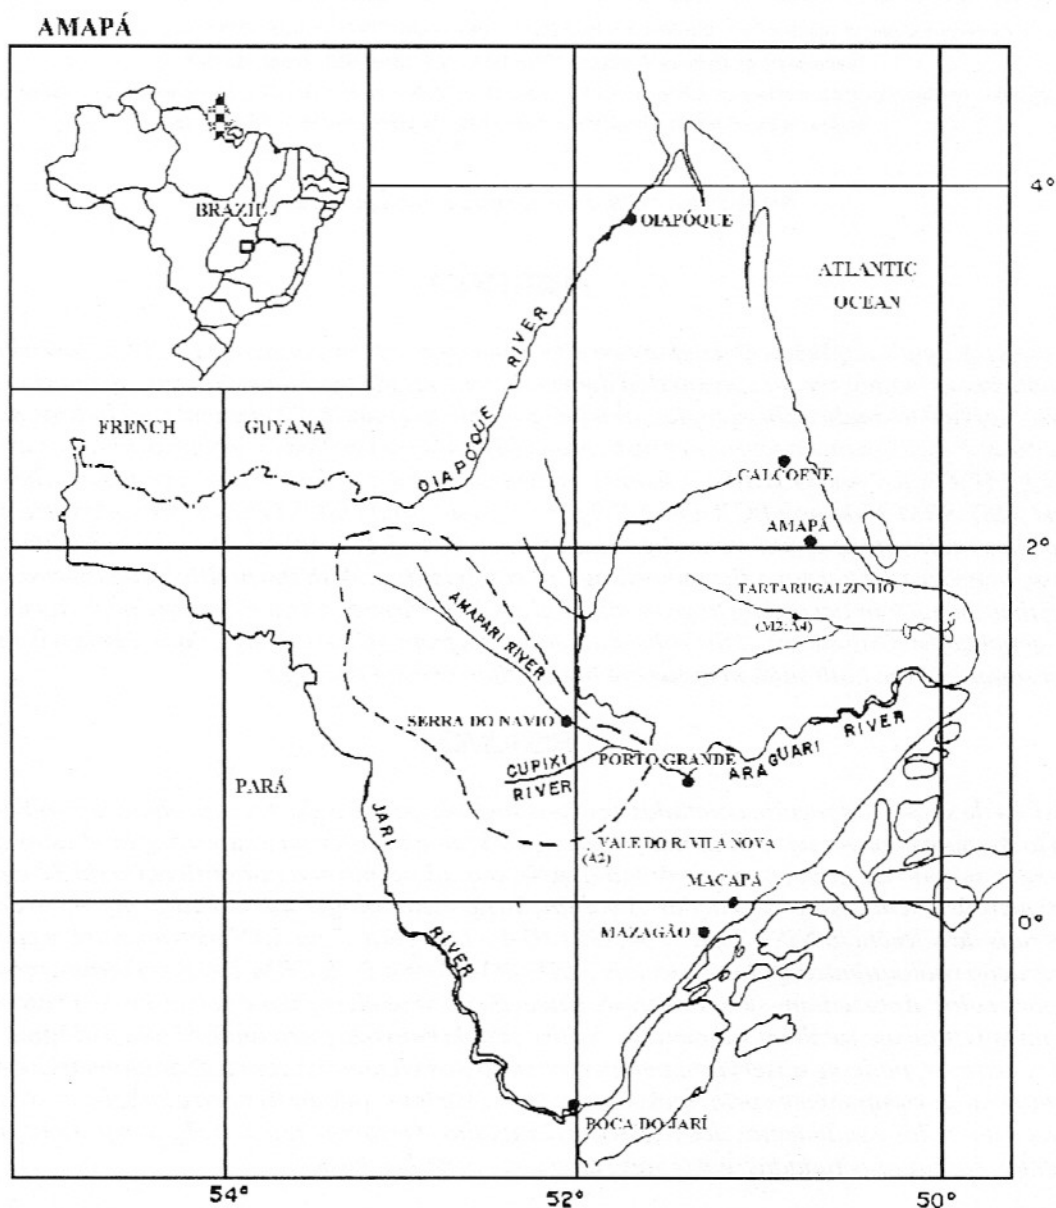 AMAPÁ
BRAZIL
4°
OIAPÓQUE
ATLANTIC
OCEAN
OIAPOQUE RIVER
FRENCH GUYANA
CALÇOENE
AMAPÁ
2°
TARTARUGALZINHO
(M2:A4)
AMAPARI RIVER
SERRA DO NAVIO
CUPIXI
RIVER
PORTO GRANDE
ARAGUARI RIVER
PARÁ
JARI RIVER
VALE DO R. VILA NOVA
(A2)
MACAPÁ
0°
MAZAGÃO
BOCA DO JARÍ
54°
52°
50°